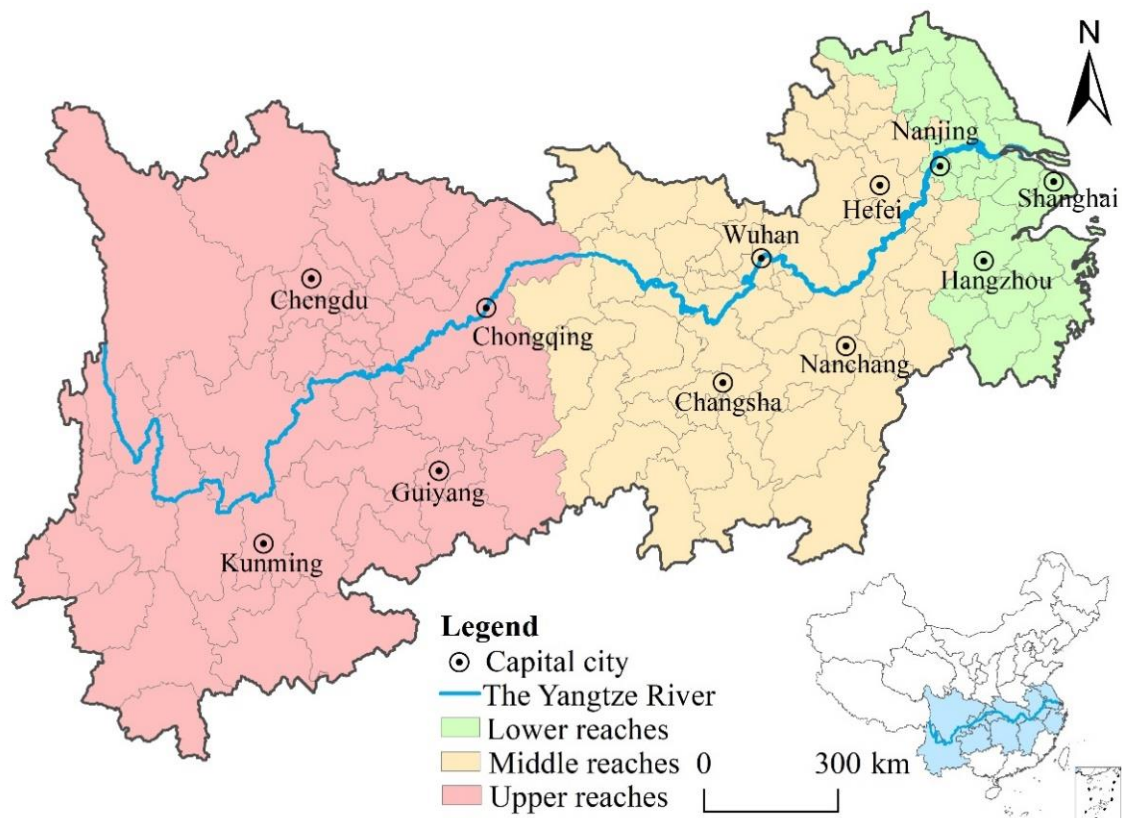 N
Nanjing
Shanghai
Hefei
Wuhan
Hangzhou
Chengdu
Chongqing
Nanchang
Changsha
Guiyang
Kunming
Legend
Capital city
The Yangtze River
Lower reaches
Middle reaches
Upper reaches
0 300 km